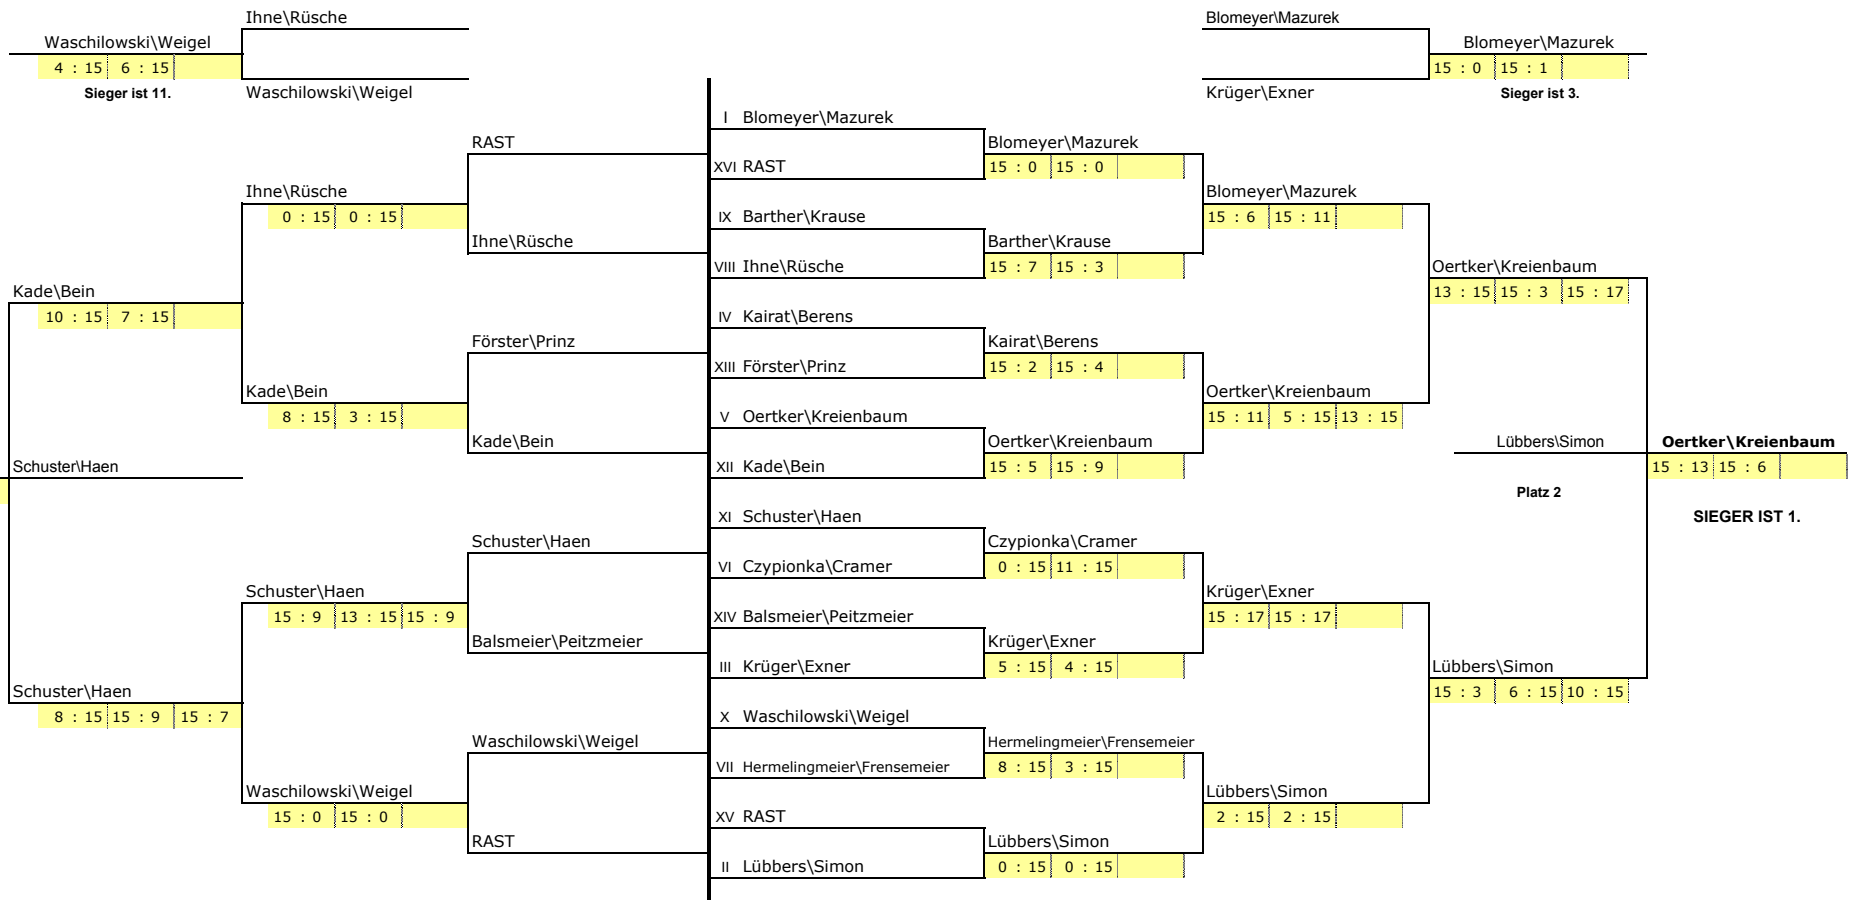 Ihne\Rüsche
Blomeyer\Mazurek
Waschilowski\Weigel
Blomeyer\Mazurek
4 : 15 6 : 15
15 : 0 15 : 1
Sieger ist 11.
Waschilowski\Weigel
Krüger\Exner
Sieger ist 3.
I Blomeyer\Mazurek
RAST
Blomeyer\Mazurek
XVI RAST
15 : 0 15 : 0
Ihne\Rüsche
Blomeyer\Mazurek
0 : 15 0 : 15
IX Barther\Krause
15 : 6 15 : 11
Ihne\Rüsche
Barther\Krause
VIII Ihne\Rüsche
15 : 7 15 : 3
Oertker\Kreienbaum
Kade\Bein
13 : 15 15 : 3 15 : 17
10 : 15 7 : 15
IV Kairat\Berens
Förster\Prinz
Kairat\Berens
XIII Förster\Prinz
15 : 2 15 : 4
Kade\Bein
Oertker\Kreienbaum
8 : 15 3 : 15
V Oertker\Kreienbaum
15 : 11 5 : 15 13 : 15
Kade\Bein
Oertker\Kreienbaum
Lübbers\Simon
Oertker\Kreienbaum
Schuster\Haen
XII Kade\Bein
15 : 5 15 : 9
15 : 13 15 : 6
Platz 2
XI Schuster\Haen
SIEGER IST 1.
Schuster\Haen
Czypionka\Cramer
VI Czypionka\Cramer
0 : 15 11 : 15
Schuster\Haen
Krüger\Exner
15 : 9 13 : 15 15 : 9
XIV Balsmeier\Peitzmeier
15 : 17 15 : 17
Balsmeier\Peitzmeier
Krüger\Exner
III Krüger\Exner
5 : 15 4 : 15
Lübbers\Simon
Schuster\Haen
15 : 3 6 : 15 10 : 15
8 : 15 15 : 9 15 : 7
X Waschilowski\Weigel
Waschilowski\Weigel
Hermelingmeier\Frensemeier
VII Hermelingmeier\Frensemeier
8 : 15 3 : 15
Waschilowski\Weigel
Lübbers\Simon
15 : 0 15 : 0
XV RAST
2 : 15 2 : 15
RAST
Lübbers\Simon
II Lübbers\Simon
0 : 15 0 : 15